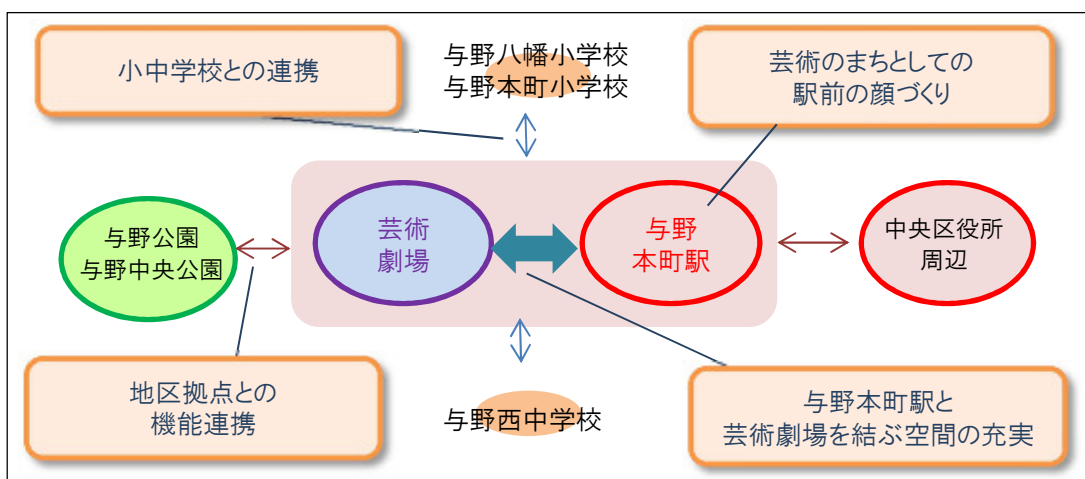 小中学校との連携
与野八幡小学校
与野本町小学校
芸術のまちとしての
駅前の顔づくり
与野公園
与野中央公園
芸術
劇場
与野
本町駅
中央区役所
周辺
地区拠点との
機能連携
与野西中学校
与野本町駅と
芸術劇場を結ぶ空間の充実